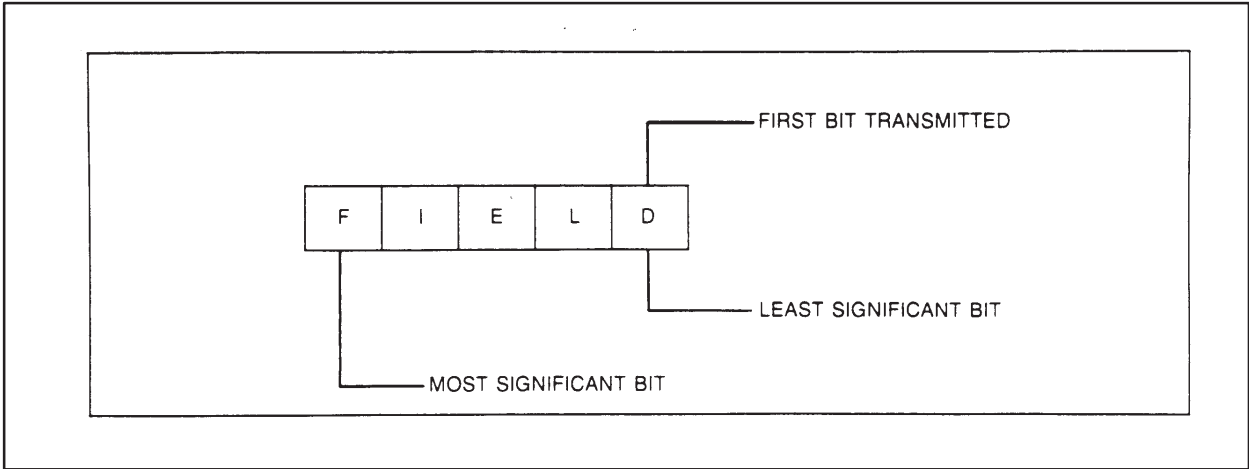 FIRST BIT TRANSMITTED
F I E L D
LEAST SIGNIFICANT BIT
MOST SIGNIFICANT BIT